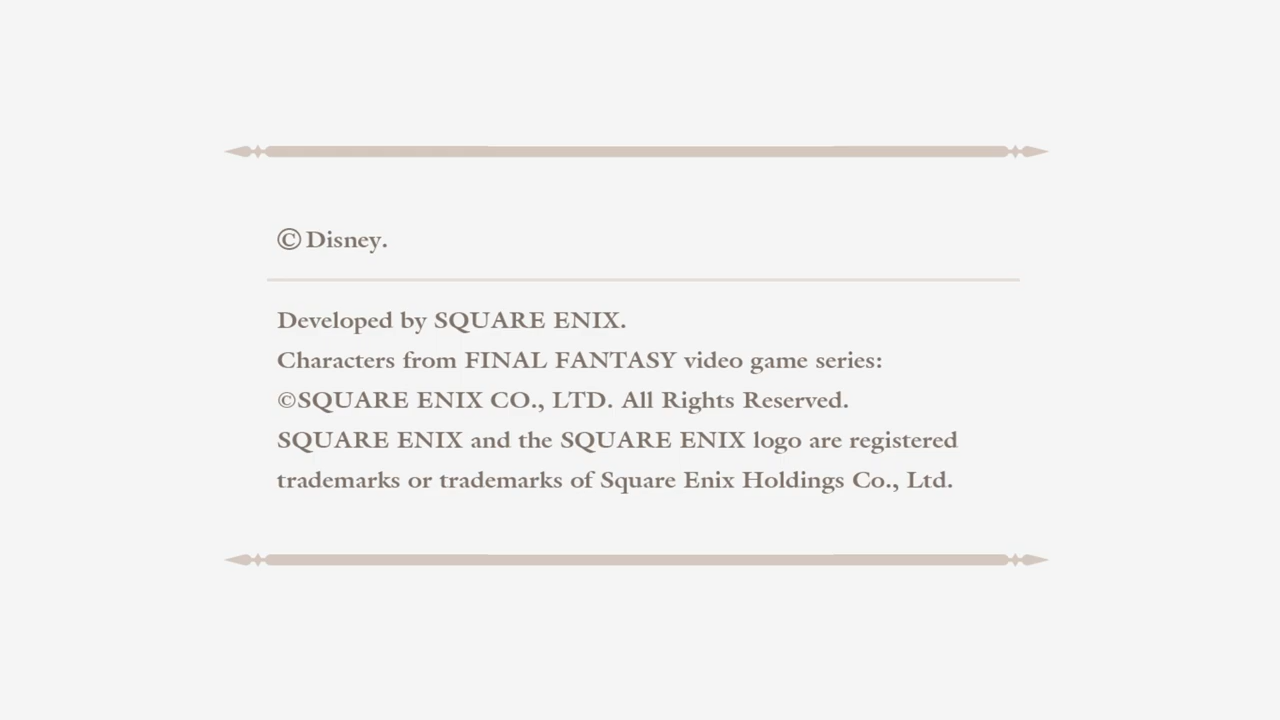 © Disney.
Developed by SQUARE ENIX.
Characters from FINAL FANTASY video game series:
©SQUARE ENIX CO., LTD. All Rights Reserved.
SQUARE ENIX and the SQUARE ENIX logo are registered
trademarks or trademarks of Square Enix Holdings Co., Ltd.